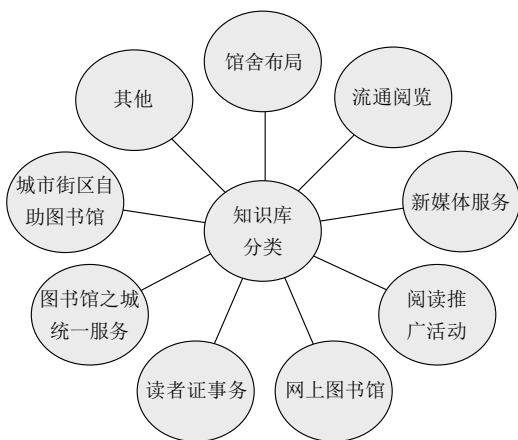 馆舍布局
流通阅览
新媒体服务
阅读推
广活动
网上图书馆
读者证事务
图书馆之城
统一服务
城市街区自
助图书馆
其他
知识库
分类